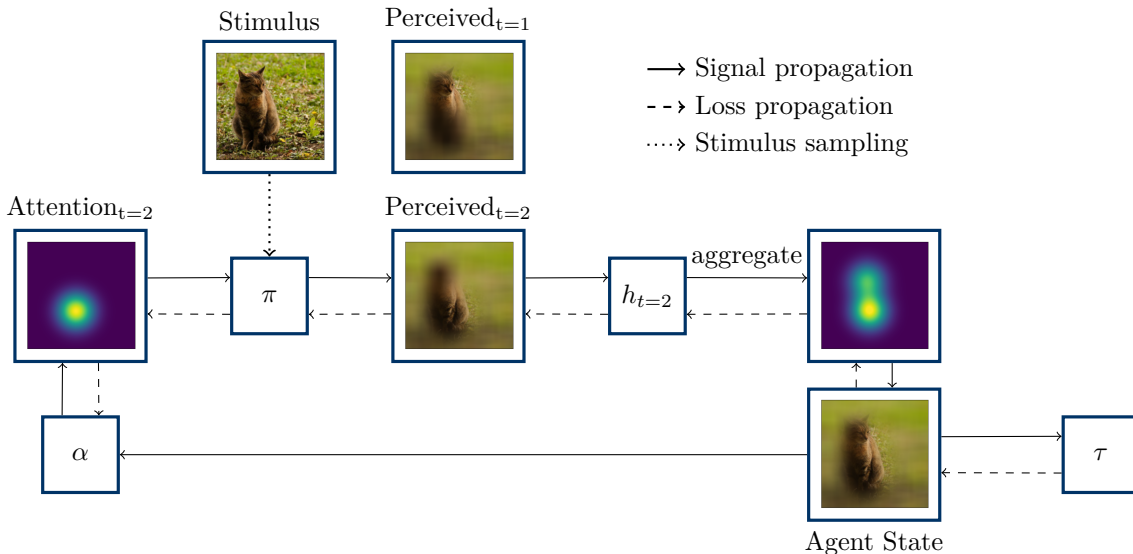 Stimulus
Perceived_{t=1}
Signal propagation
Loss propagation
Stimulus sampling
Attention_{t=2}
Perceived_{t=2}
π
h_{t=2}
aggregate
α
τ
Agent State